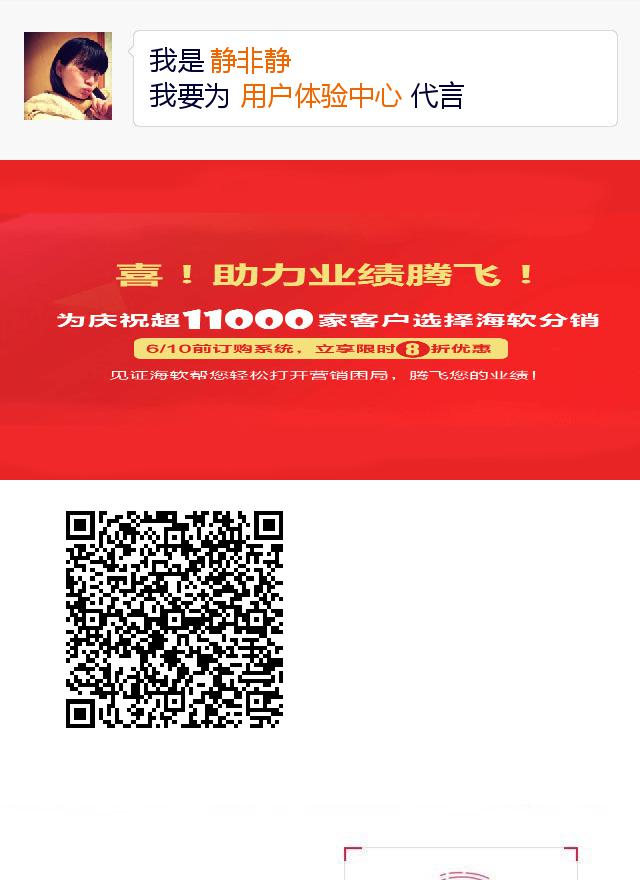 我是 静非静
我要为 用户体验中心 代言
喜！助力业绩腾飞！
为庆祝超11000家客户选择海软分销
6/10前订购系统，立享限时8折优惠
见证海软帮您轻松打开营销困局，腾飞您的业绩！